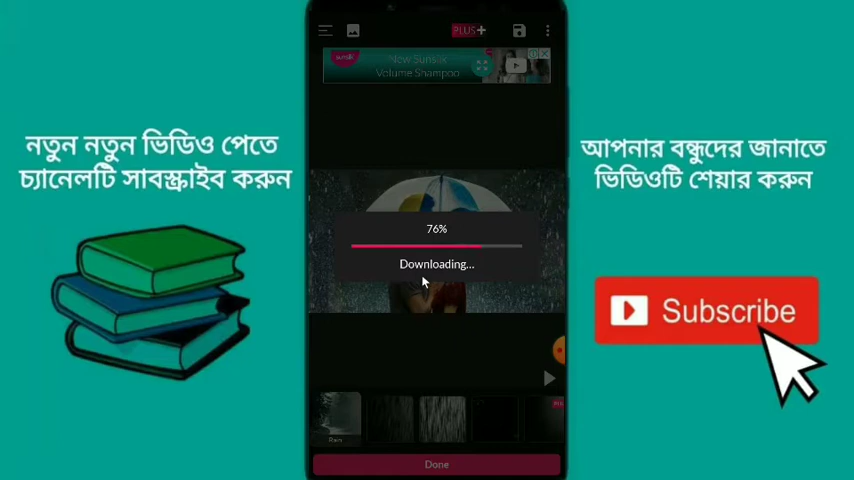 PLUS+
sunsilk
New Sunsilk
Volume Shampoo
নতুন নতুন ভিডিও পেতে
চ্যানেলটি সাবস্ক্রাইব করুন
আপনার বন্ধুদের জানাতে
ভিডিওটি শেয়ার করুন
76%
Downloading...
Subscribe
Rain
Done